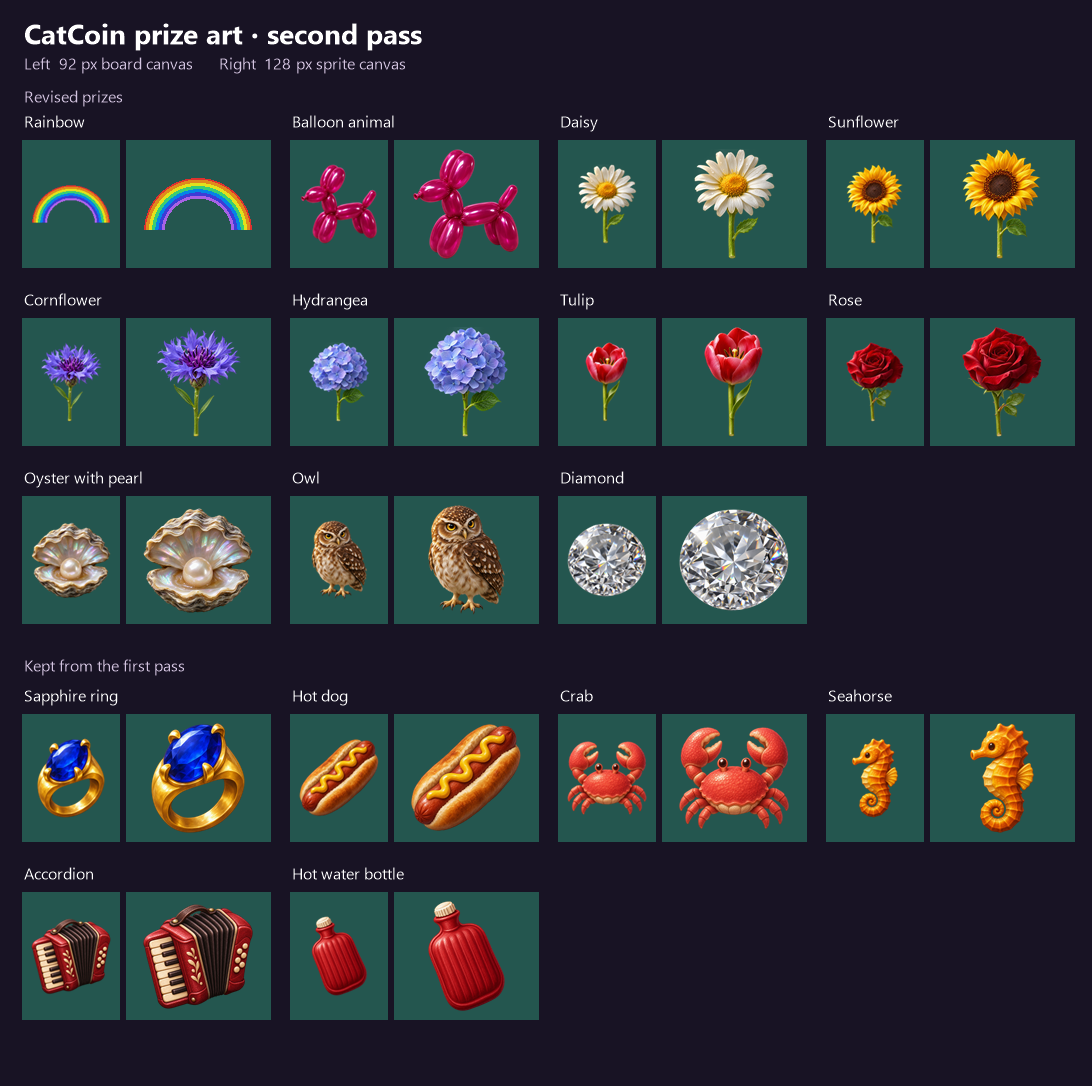 CatCoin prize art · second pass
Left 92 px board canvas Right 128 px sprite canvas
Revised prizes
Rainbow Balloon animal Daisy Sunflower
Cornflower Hydrangea Tulip Rose
Oyster with pearl Owl Diamond
Kept from the first pass
Sapphire ring Hot dog Crab Seahorse
Accordion Hot water bottle